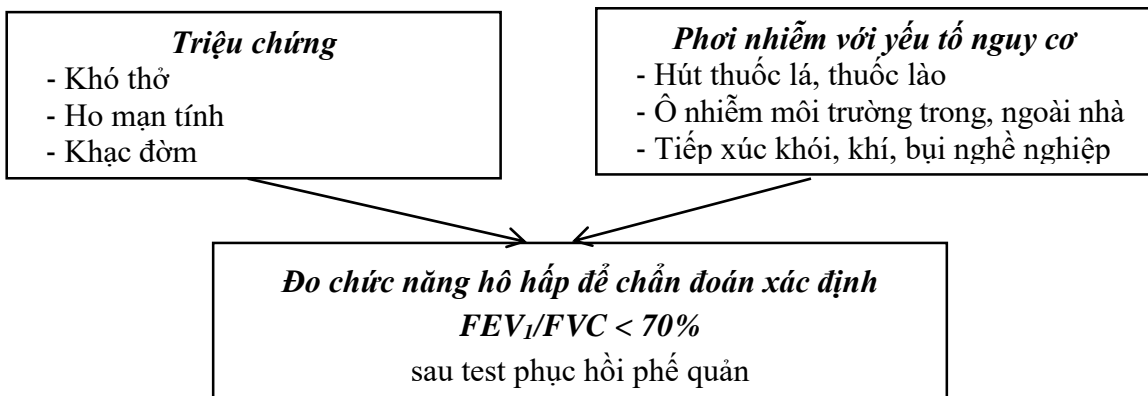 Triệu chứng
- Khó thở
- Ho mạn tính
- Khạc đờm
Phơi nhiễm với yếu tố nguy cơ
- Hút thuốc lá, thuốc lào
- Ô nhiễm môi trường trong, ngoài nhà
- Tiếp xúc khói, khí, bụi nghề nghiệp
Đo chức năng hô hấp để chẩn đoán xác định
FEV₁/FVC < 70%
sau test phục hồi phế quản